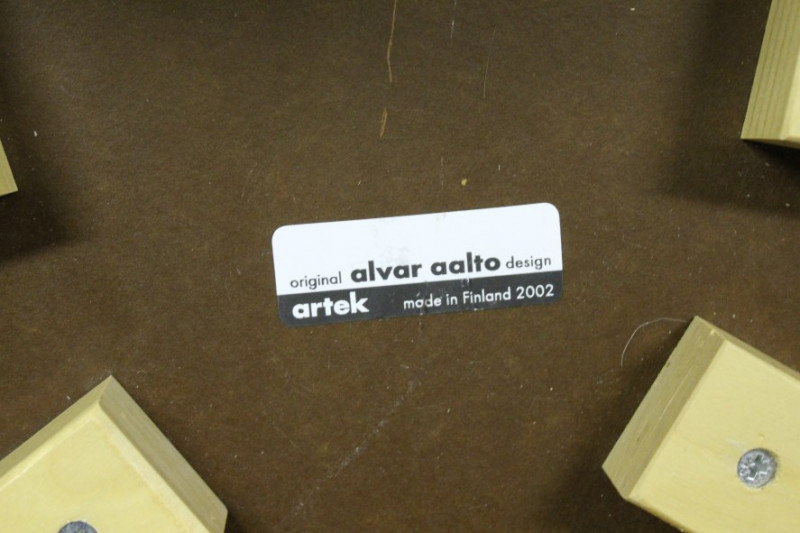 original alvar aalto design
artek made in Finland 2002